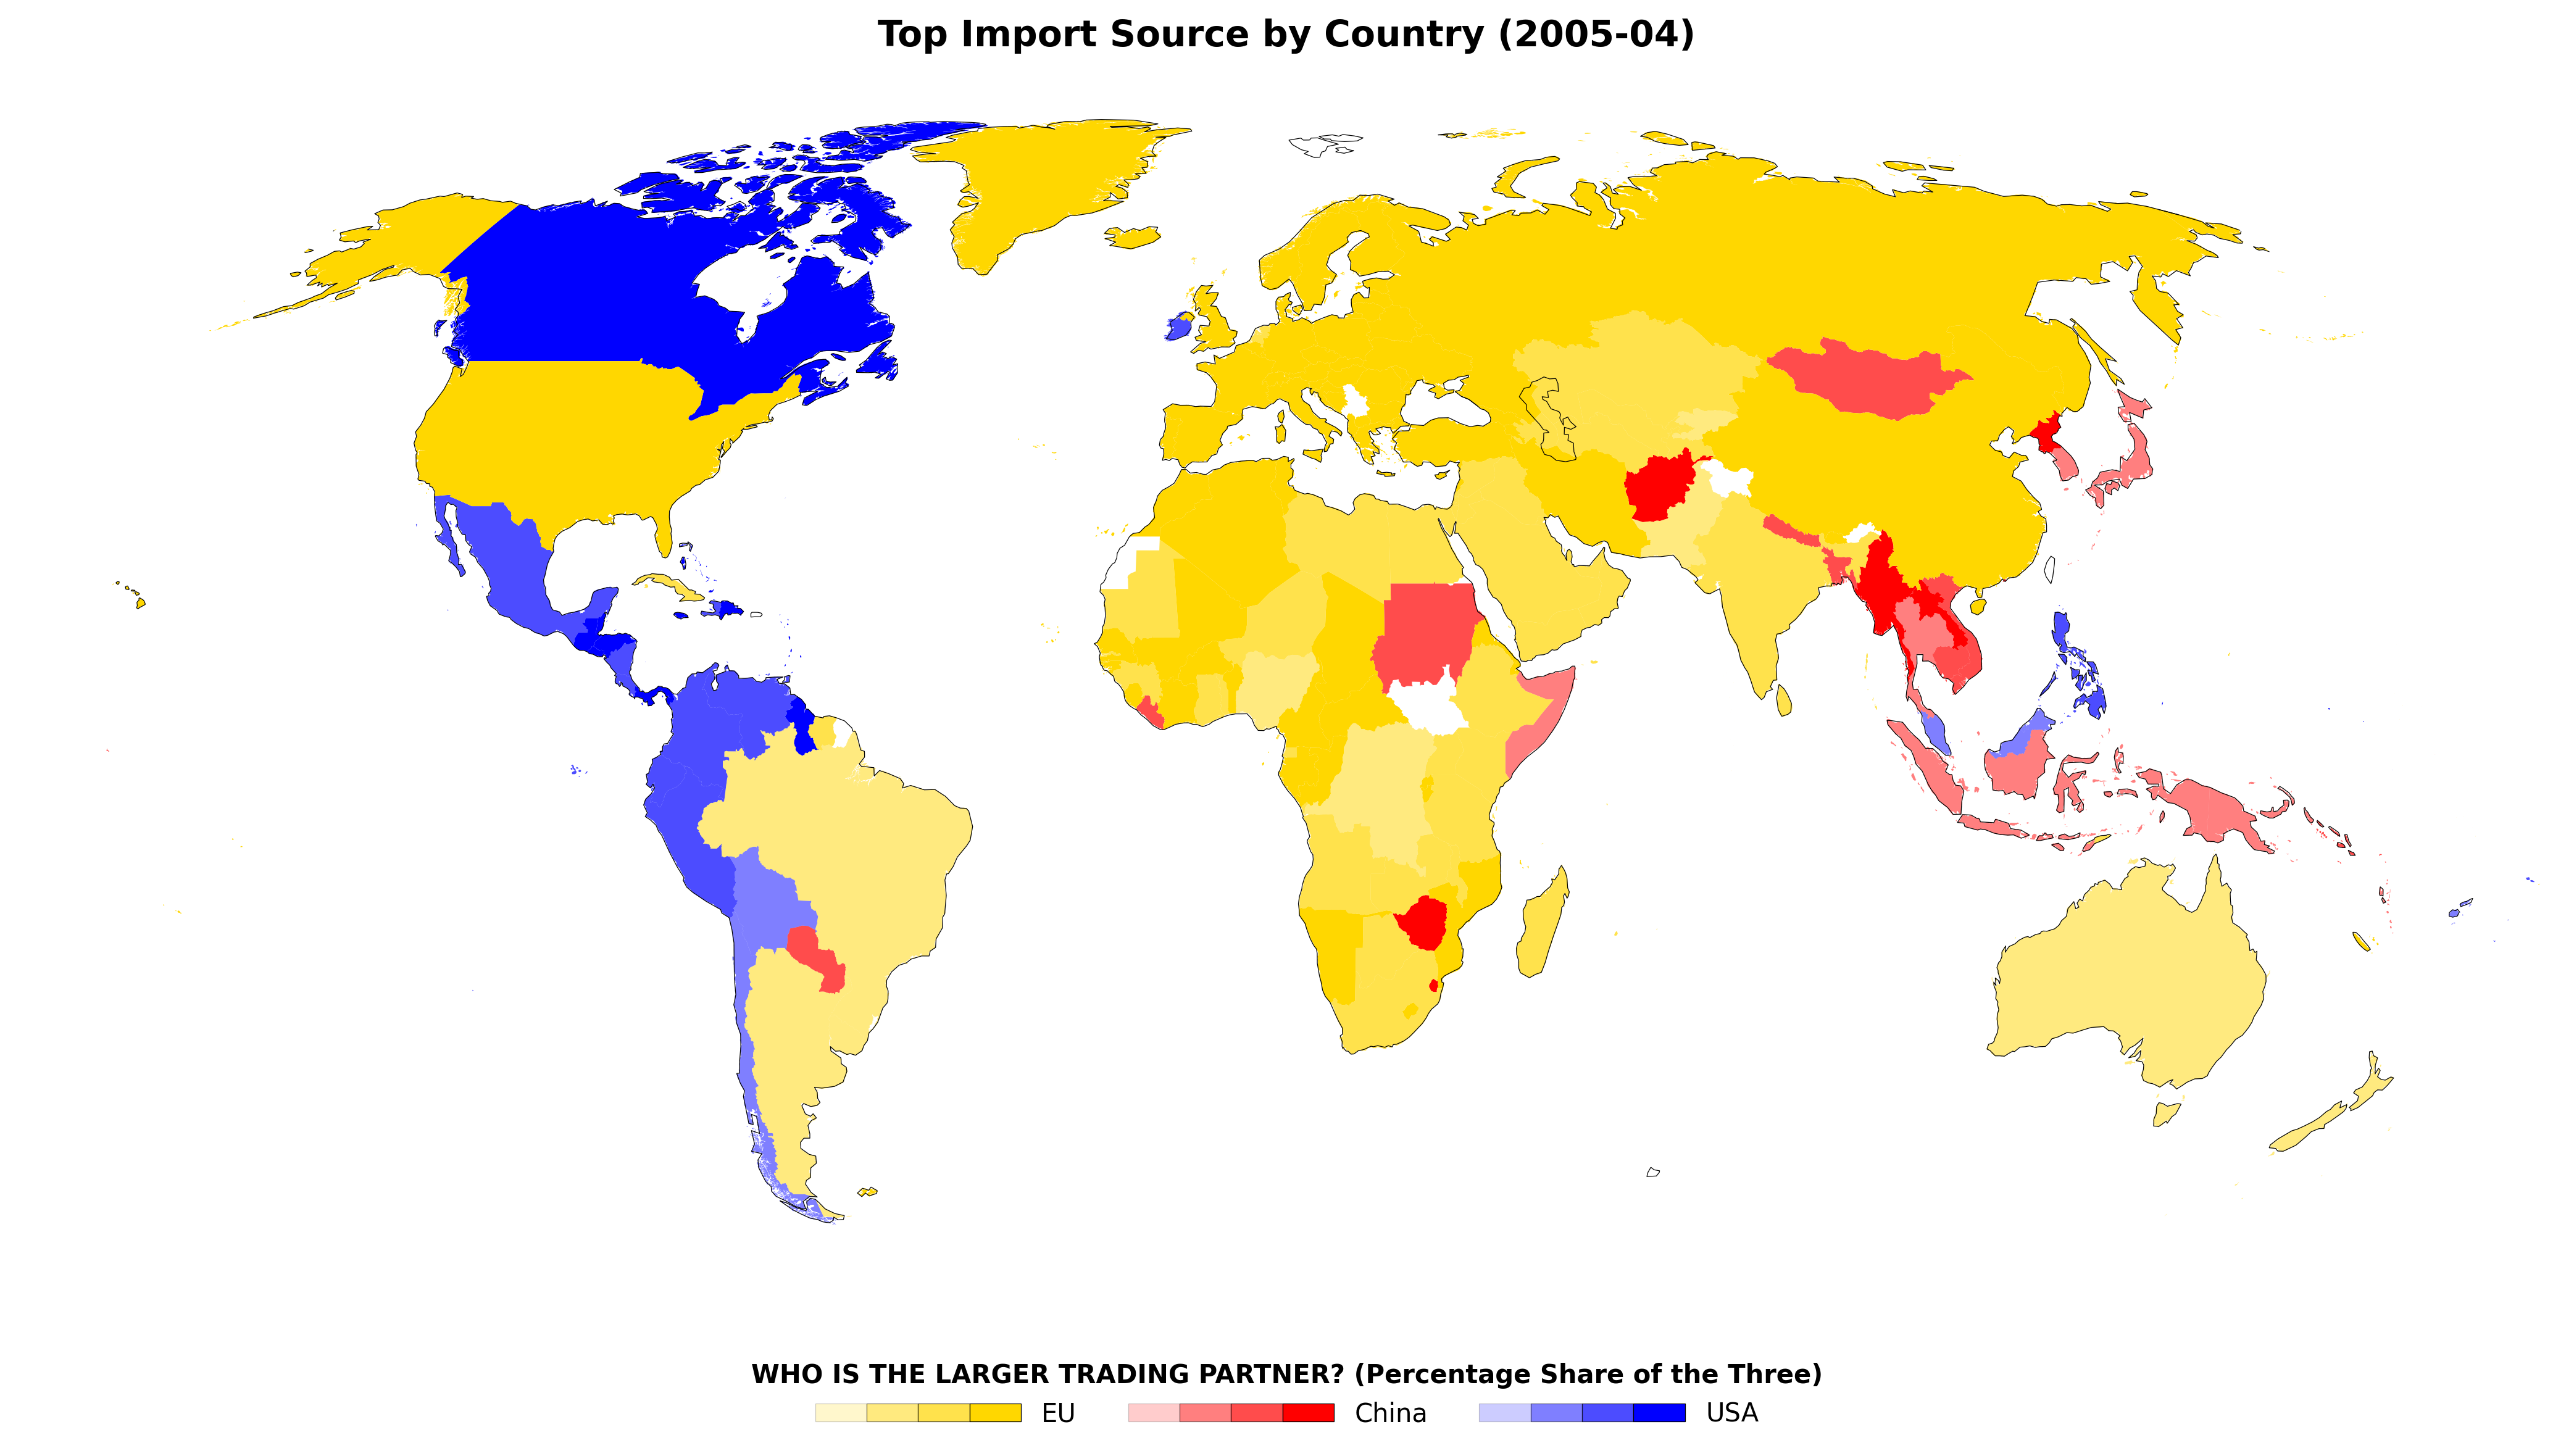 Top Import Source by Country (2005-04)
WHO IS THE LARGER TRADING PARTNER? (Percentage Share of the Three)
EU China USA